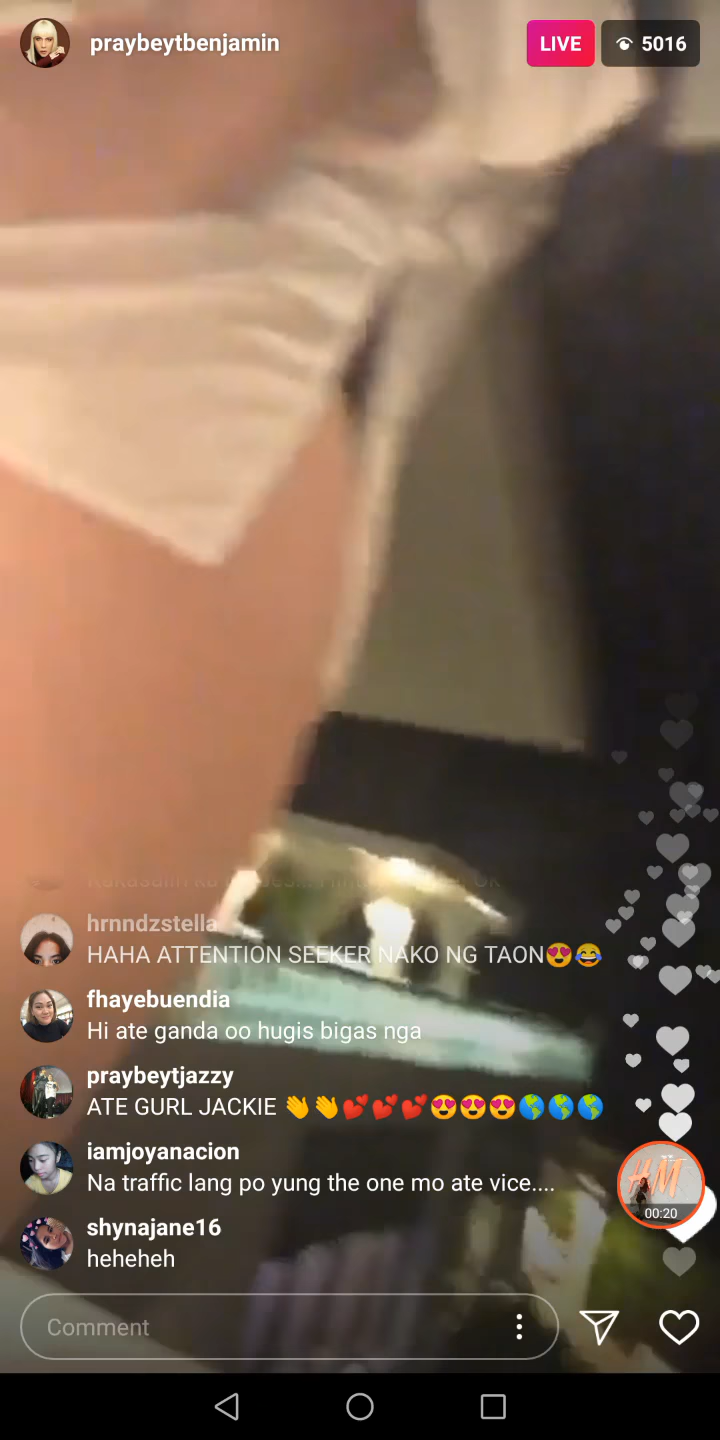 praybeytbenjamin
LIVE
5016
hrnndzstella
HAHA ATTENTION SEEKER NAKO NG TAON😍😂
fhayebuendia
Hi ate ganda oo hugis bigas nga
praybeytjazzy
ATE GURL JACKIE 👋👋💕💕💕😍😍😍🌎🌎🌎
iamjoyanacion
Na traffic lang po yung the one mo ate vice....
shynajane16
heheheh
HM
00:20
Comment